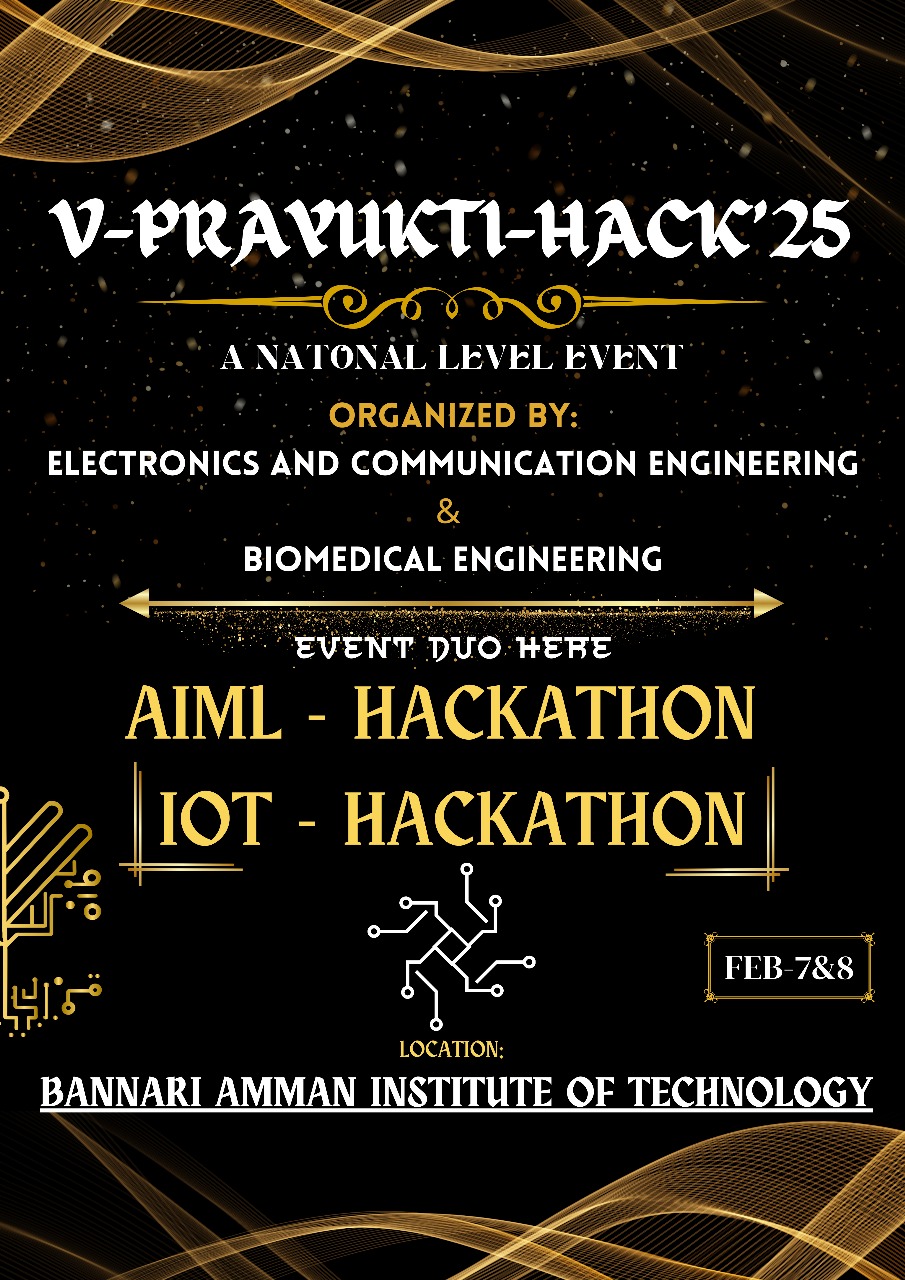 V-PRAYUKTI-HACK'25
A NATONAL LEVEL EVENT
ORGANIZED BY:
ELECTRONICS AND COMMUNICATION ENGINEERING
&
BIOMEDICAL ENGINEERING
EVENT DUO HERE
AIML - HACKATHON
IOT - HACKATHON
FEB-7&8
LOCATION:
BANNARI AMMAN INSTITUTE OF TECHNOLOGY